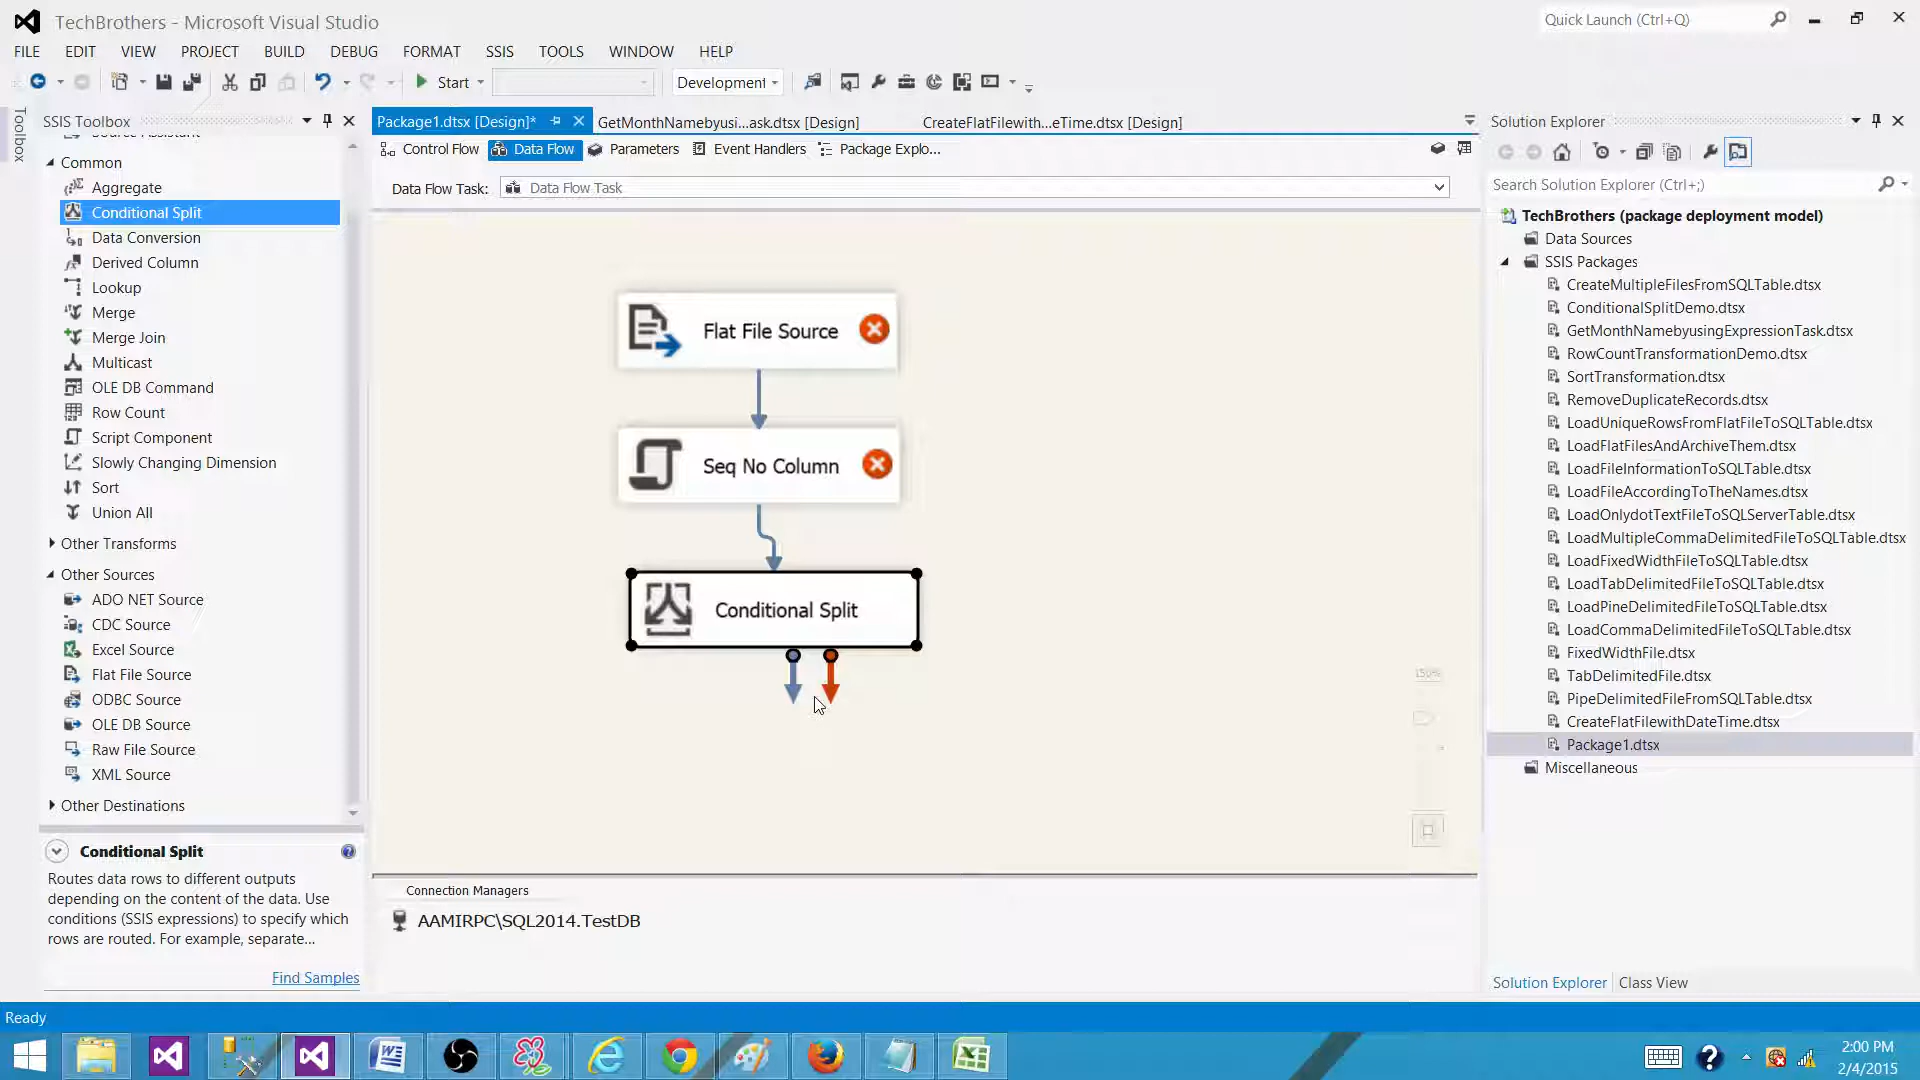 TechBrothers - Microsoft Visual Studio
Quick Launch (Ctrl+Q)
FILE EDIT VIEW PROJECT BUILD DEBUG FORMAT SSIS TOOLS WINDOW HELP
Start
Development
Toolbox
SSIS Toolbox
Source Assistant
Common
Aggregate
Conditional Split
Data Conversion
Derived Column
Lookup
Merge
Merge Join
Multicast
OLE DB Command
Row Count
Script Component
Slowly Changing Dimension
Sort
Union All
Other Transforms
Other Sources
ADO NET Source
CDC Source
Excel Source
Flat File Source
ODBC Source
OLE DB Source
Raw File Source
XML Source
Other Destinations
Conditional Split
Routes data rows to different outputs
depending on the content of the data. Use
conditions (SSIS expressions) to specify which
rows are routed. For example, separate...
Find Samples
Package1.dtsx [Design]*
GetMonthNamebyusi...ask.dtsx [Design]
CreateFlatFilewith...eTime.dtsx [Design]
Control Flow
Data Flow
Parameters
Event Handlers
Package Explo...
Data Flow Task:
Data Flow Task
Flat File Source
Seq No Column
Conditional Split
150%
Connection Managers
AAMIRPC\SQL2014.TestDB
Solution Explorer
Search Solution Explorer (Ctrl+;)
TechBrothers (package deployment model)
Data Sources
SSIS Packages
CreateMultipleFilesFromSQLTable.dtsx
ConditionalSplitDemo.dtsx
GetMonthNamebyusingExpressionTask.dtsx
RowCountTransformationDemo.dtsx
SortTransformation.dtsx
RemoveDuplicateRecords.dtsx
LoadUniqueRowsFromFlatFileToSQLTable.dtsx
LoadFlatFilesAndArchiveThem.dtsx
LoadFileInformationToSQLTable.dtsx
LoadFileAccordingToTheNames.dtsx
LoadOnlydotTextFileToSQLServerTable.dtsx
LoadMultipleCommaDelimitedFileToSQLTable.dtsx
LoadFixedWidthFileToSQLTable.dtsx
LoadTabDelimitedFileToSQLTable.dtsx
LoadPineDelimitedFileToSQLTable.dtsx
LoadCommaDelimitedFileToSQLTable.dtsx
FixedWidthFile.dtsx
TabDelimitedFile.dtsx
PipeDelimitedFileFromSQLTable.dtsx
CreateFlatFilewithDateTime.dtsx
Package1.dtsx
Miscellaneous
Solution Explorer
Class View
Ready
2:00 PM
2/4/2015